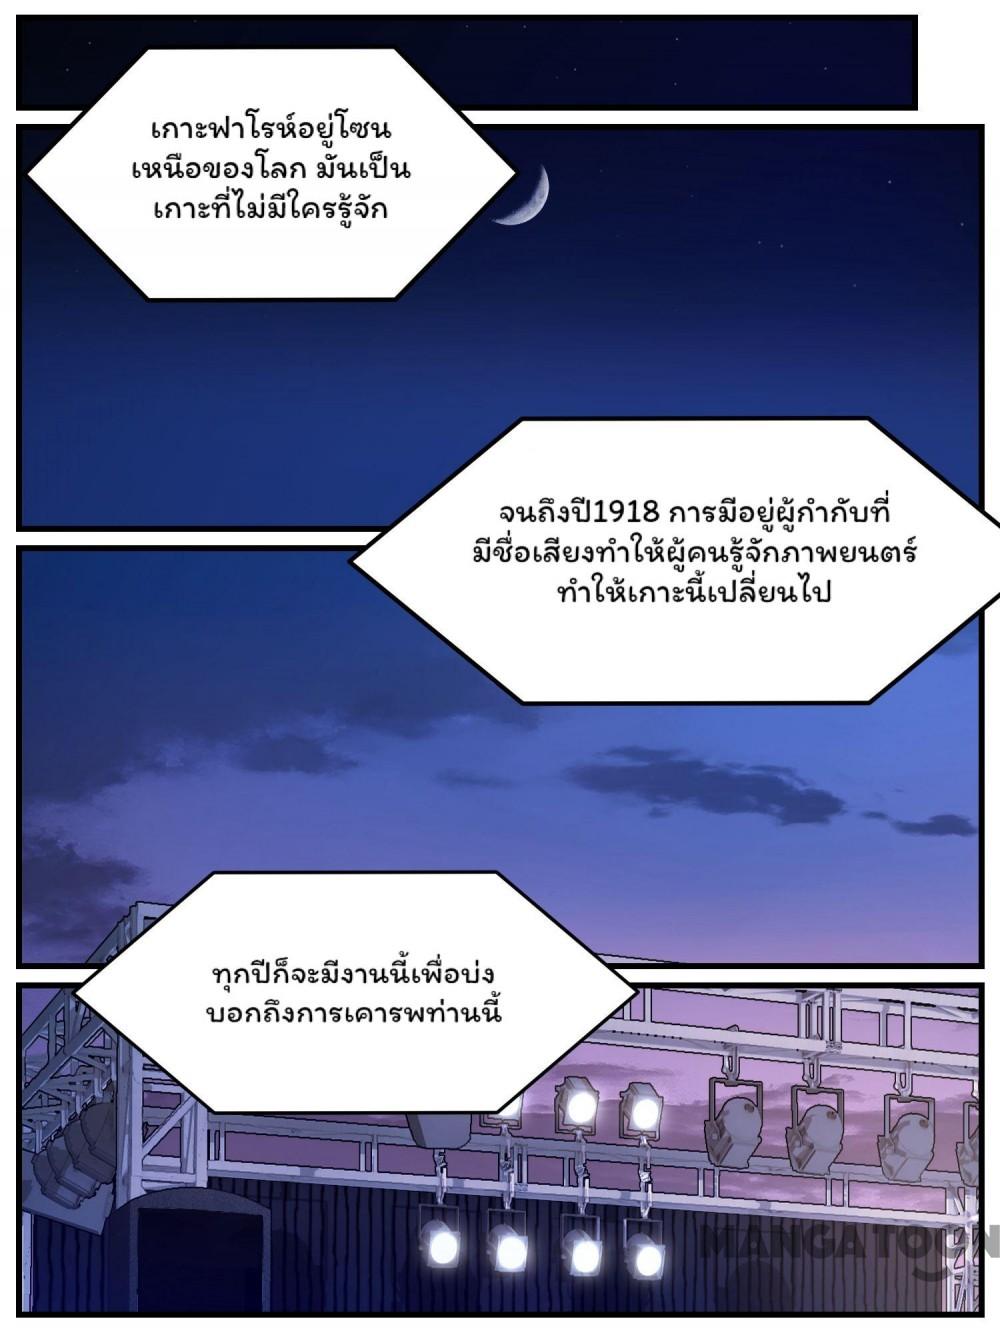 เกาะฟาโรห์อยู่โซน
เหนือของโลก มันเป็น
เกาะที่ไม่มีใครรู้จัก
จนถึงปี1918 การมีอยู่ผู้กำกับที่
มีชื่อเสียงทำให้ผู้คนรู้จักภาพยนตร์
ทำให้เกาะนี้เปลี่ยนไป
ทุกปีก็จะมีงานนี้เพื่อบ่ง
บอกถึงการเคารพท่านนี้
MANGATOON